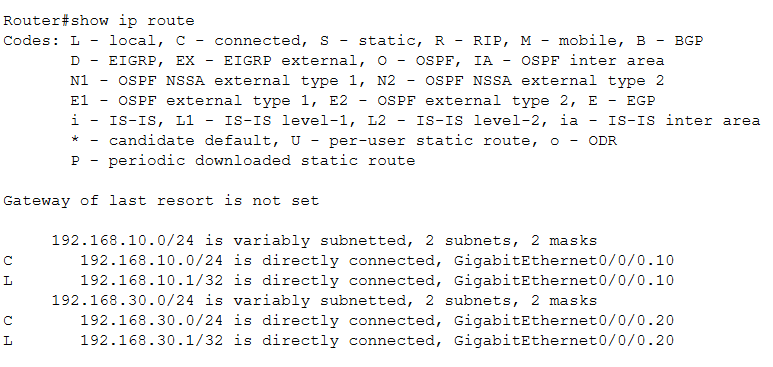 Router#show ip route
Codes: L - local, C - connected, S - static, R - RIP, M - mobile, B - BGP
D - EIGRP, EX - EIGRP external, O - OSPF, IA - OSPF inter area
N1 - OSPF NSSA external type 1, N2 - OSPF NSSA external type 2
E1 - OSPF external type 1, E2 - OSPF external type 2, E - EGP
i - IS-IS, L1 - IS-IS level-1, L2 - IS-IS level-2, ia - IS-IS inter area
* - candidate default, U - per-user static route, o - ODR
P - periodic downloaded static route
Gateway of last resort is not set
192.168.10.0/24 is variably subnetted, 2 subnets, 2 masks
C 192.168.10.0/24 is directly connected, GigabitEthernet0/0/0.10
L 192.168.10.1/32 is directly connected, GigabitEthernet0/0/0.10
192.168.30.0/24 is variably subnetted, 2 subnets, 2 masks
C 192.168.30.0/24 is directly connected, GigabitEthernet0/0/0.20
L 192.168.30.1/32 is directly connected, GigabitEthernet0/0/0.20